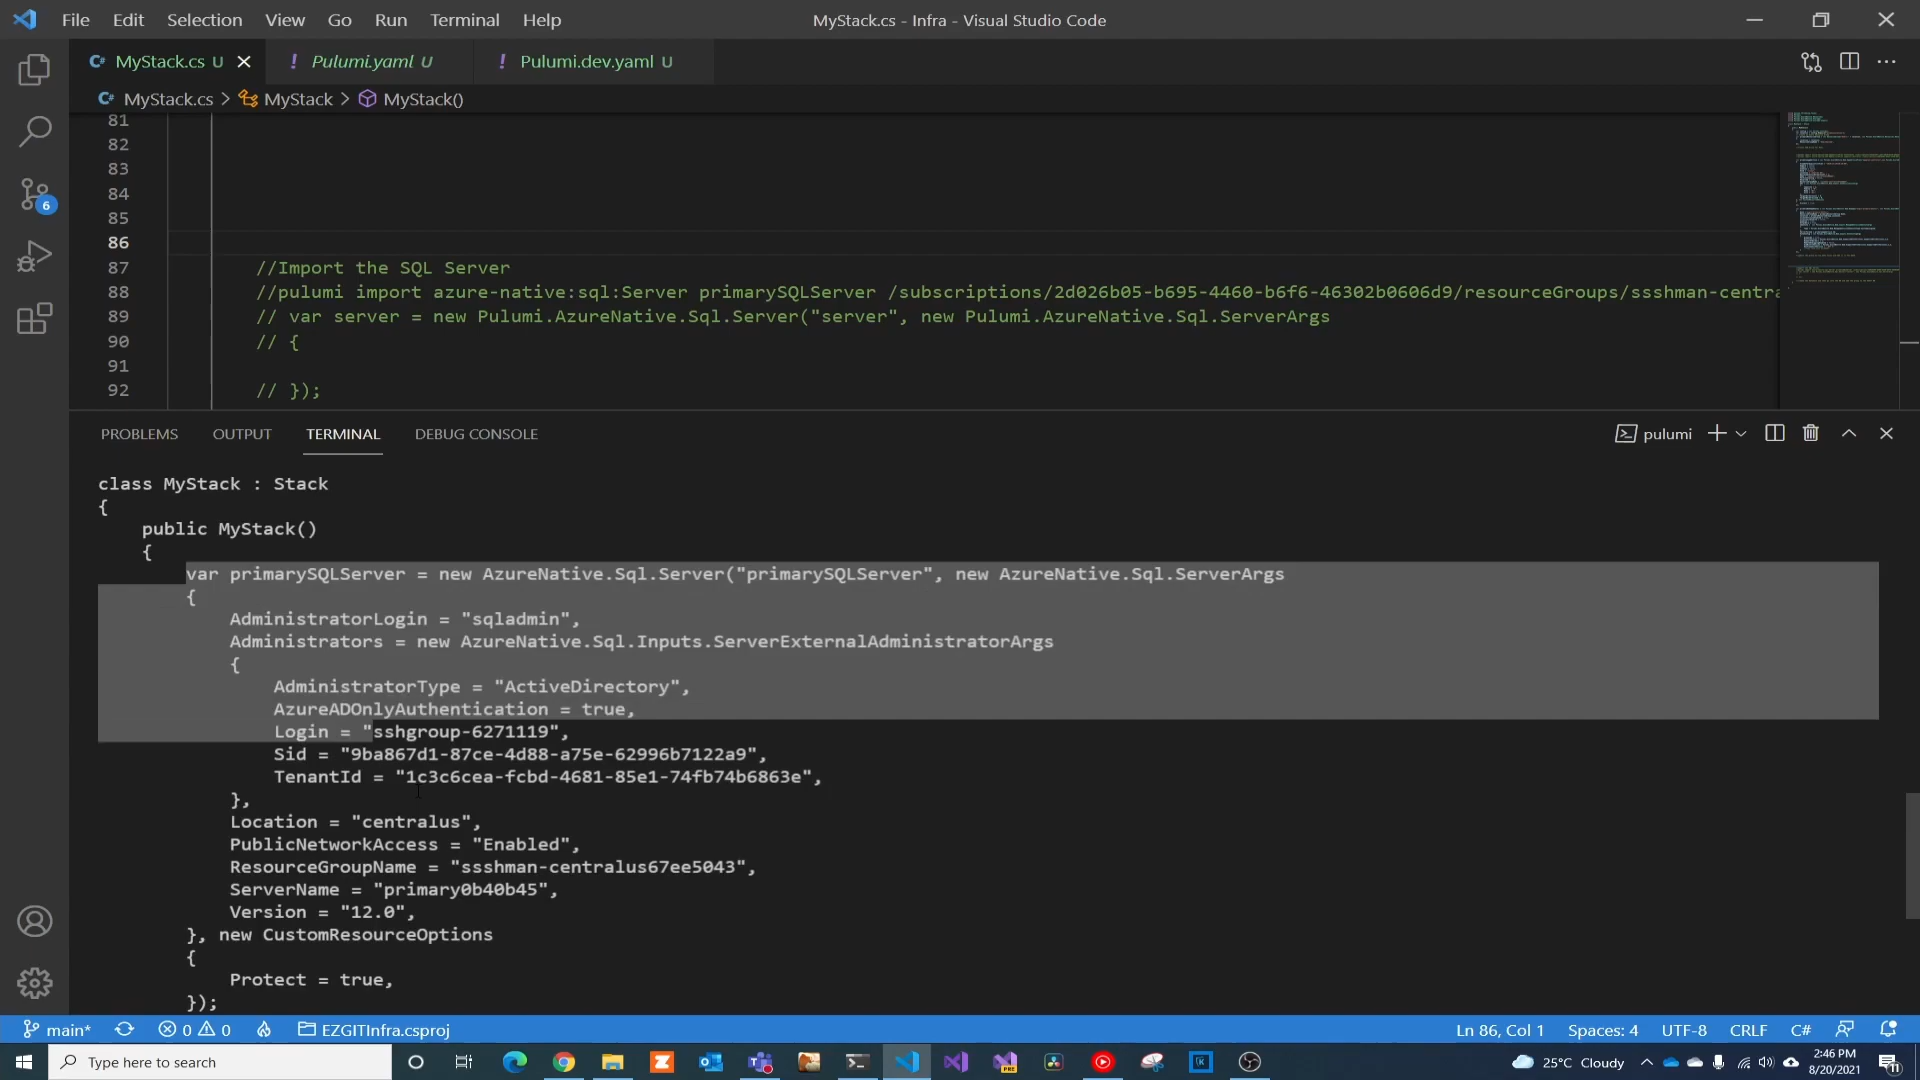 File Edit Selection View Go Run Terminal Help
MyStack.cs - Infra - Visual Studio Code
MyStack.cs U
! Pulumi.yaml U
! Pulumi.dev.yaml U
MyStack.cs > MyStack > MyStack()
81
82
83
84
85
86
87 //Import the SQL Server
88 //pulumi import azure-native:sql:Server primarySQLServer /subscriptions/2d026b05-b695-4460-b6f6-46302b0606d9/resourceGroups/ssshman-centra
89 // var server = new Pulumi.AzureNative.Sql.Server("server", new Pulumi.AzureNative.Sql.ServerArgs
90 // {
91
92 // });
PROBLEMS OUTPUT TERMINAL DEBUG CONSOLE
pulumi
class MyStack : Stack
{
public MyStack()
{
var primarySQLServer = new AzureNative.Sql.Server("primarySQLServer", new AzureNative.Sql.ServerArgs
{
AdministratorLogin = "sqladmin",
Administrators = new AzureNative.Sql.Inputs.ServerExternalAdministratorArgs
{
AdministratorType = "ActiveDirectory",
AzureADOnlyAuthentication = true,
Login = "sshgroup-6271119",
Sid = "9ba867d1-87ce-4d88-a75e-62996b7122a9",
TenantId = "1c3c6cea-fcbd-4681-85e1-74fb74b6863e",
},
Location = "centralus",
PublicNetworkAccess = "Enabled",
ResourceGroupName = "ssshman-centralus67ee5043",
ServerName = "primary0b40b45",
Version = "12.0",
}, new CustomResourceOptions
{
Protect = true,
});
6
main* 0 0 EZGITInfra.csproj
Ln 86, Col 1 Spaces: 4 UTF-8 CRLF C#
Type here to search
25°C Cloudy
2:46 PM
8/20/2021
11